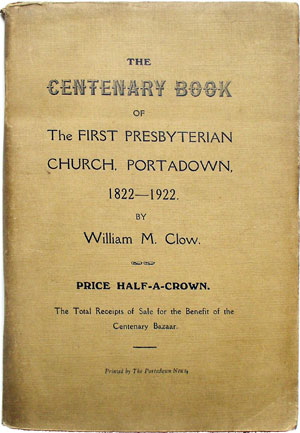 THE
CENTENARY BOOK
OF
The FIRST PRESBYTERIAN
CHURCH, PORTADOWN,
1822—1922.
BY
William M. Clow.
PRICE HALF-A-CROWN.
The Total Receipts of Sale for the Benefit of the
Centenary Bazaar.
Printed by The Portadown News